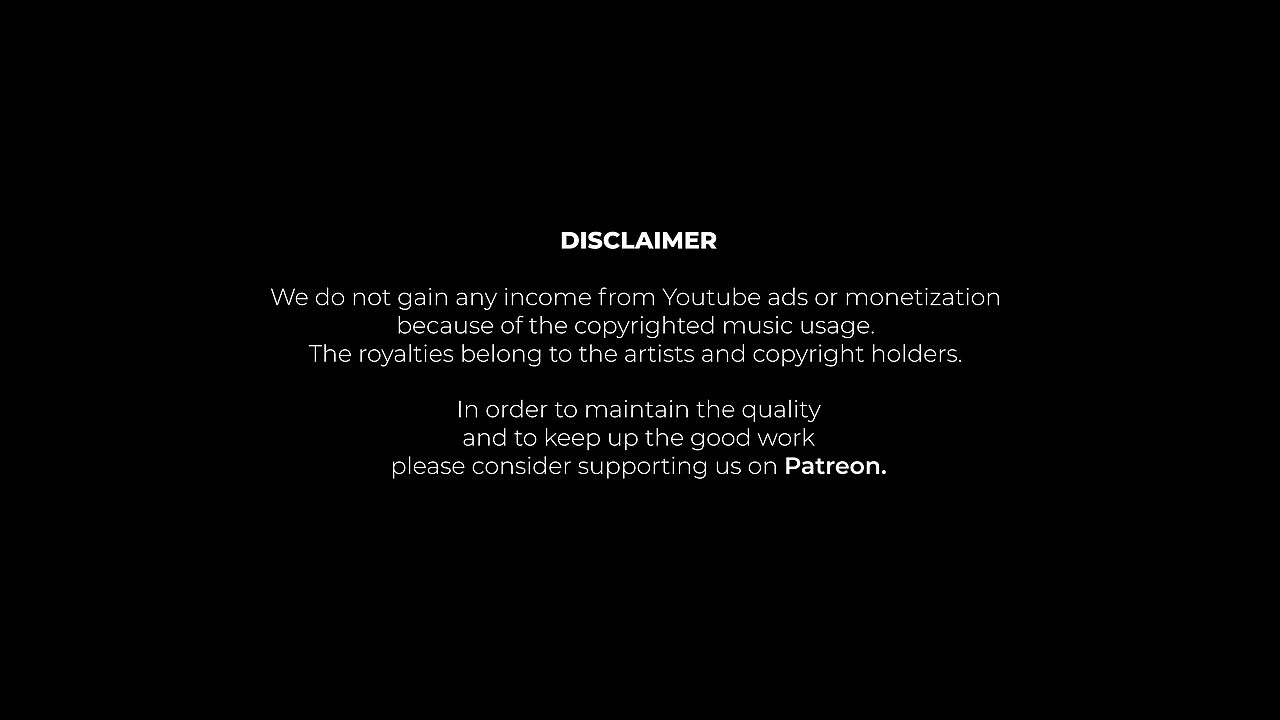 DISCLAIMER
We do not gain any income from Youtube ads or monetization
because of the copyrighted music usage.
The royalties belong to the artists and copyright holders.
In order to maintain the quality
and to keep up the good work
please consider supporting us on Patreon.